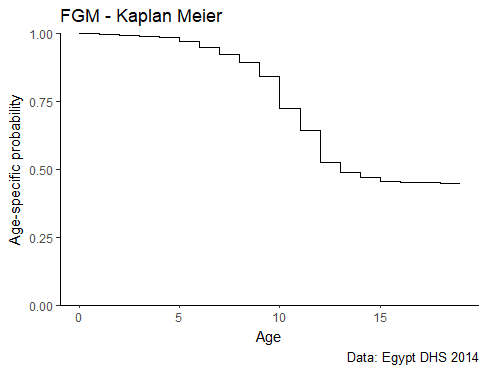 FGM - Kaplan Meier
Age-specific probability
1.00
0.75
0.50
0.25
0.00
0 5 10 15
Age
Data: Egypt DHS 2014